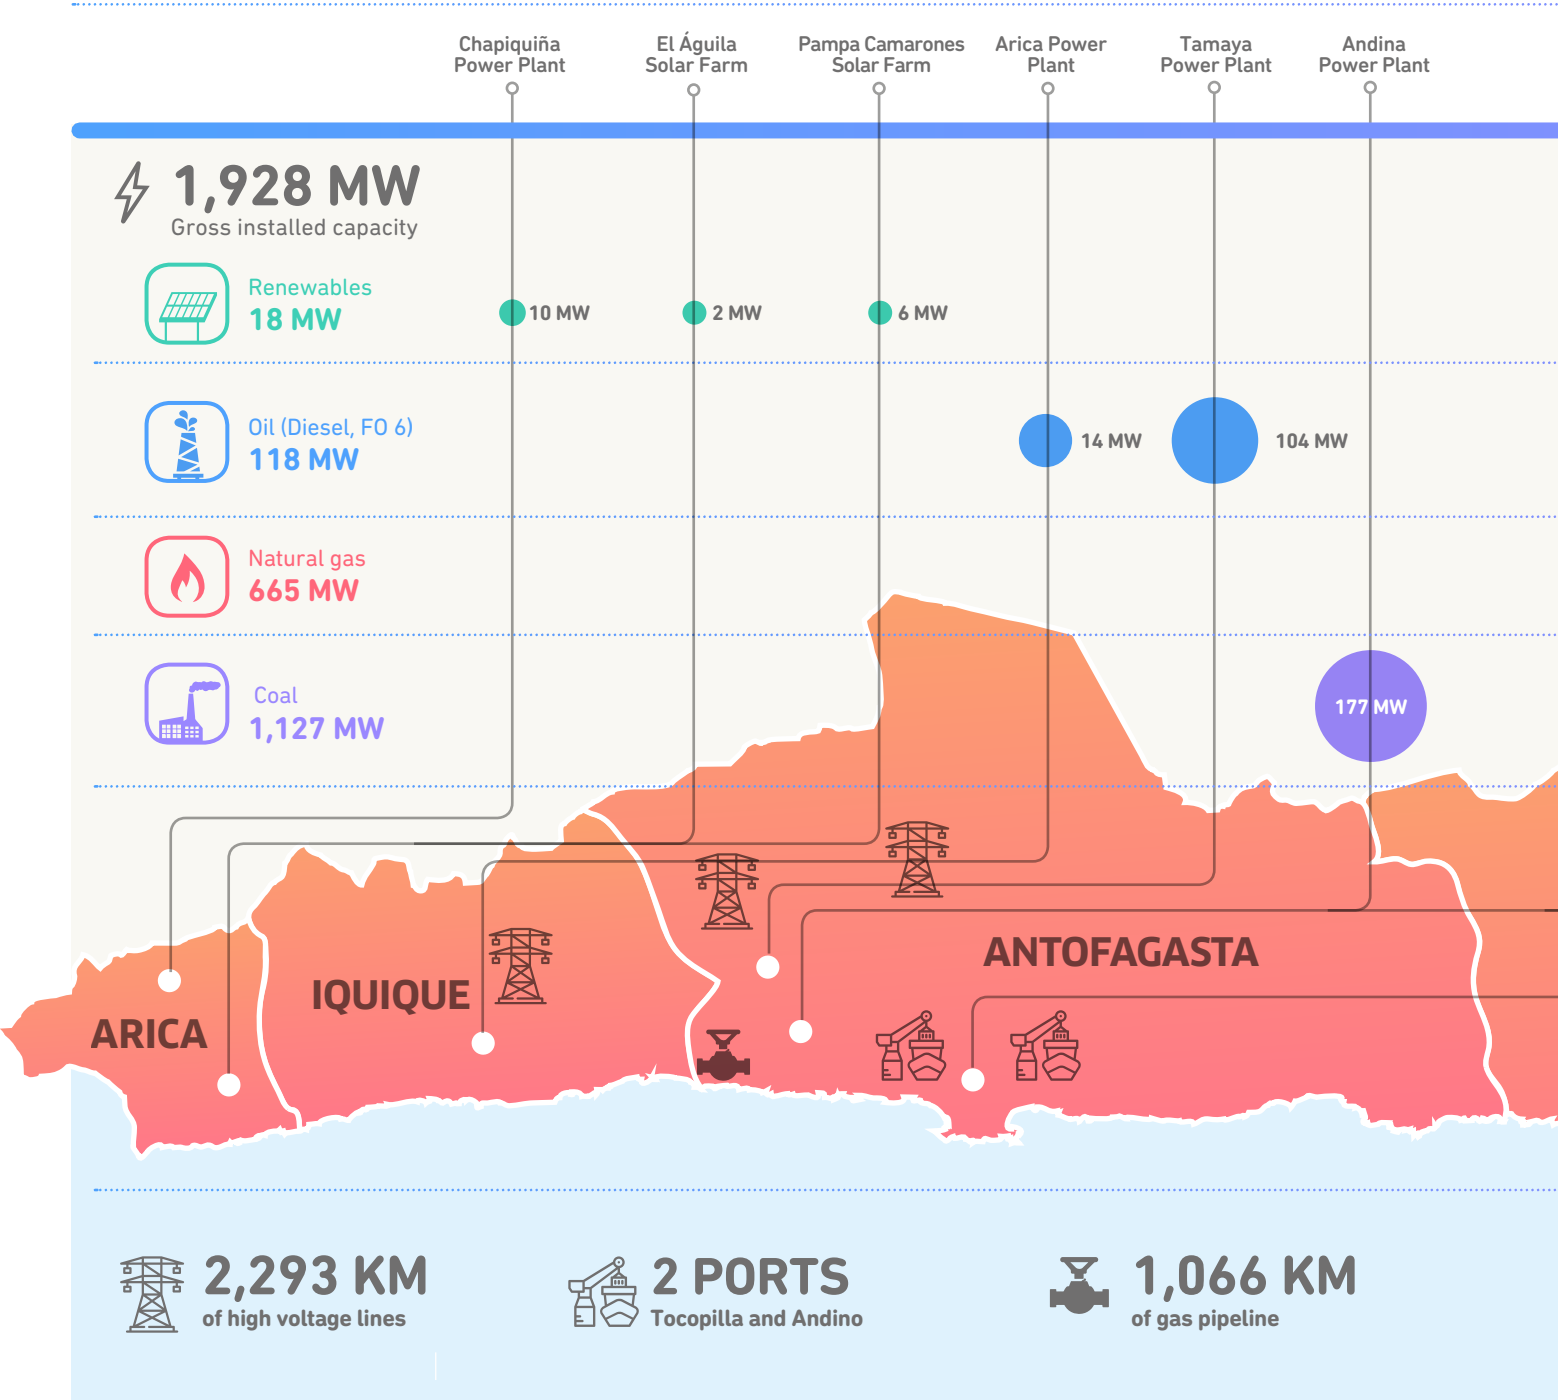 Chapiquiña
Power Plant
El Águila
Solar Farm
Pampa Camarones
Solar Farm
Arica Power
Plant
Tamaya
Power Plant
Andina
Power Plant
1,928 MW
Gross installed capacity
Renewables
18 MW
10 MW
2 MW
6 MW
Oil (Diesel, FO 6)
118 MW
14 MW
104 MW
Natural gas
665 MW
Coal
1,127 MW
177 MW
ANTOFAGASTA
IQUIQUE
ARICA
2,293 KM
of high voltage lines
2 PORTS
Tocopilla and Andino
1,066 KM
of gas pipeline